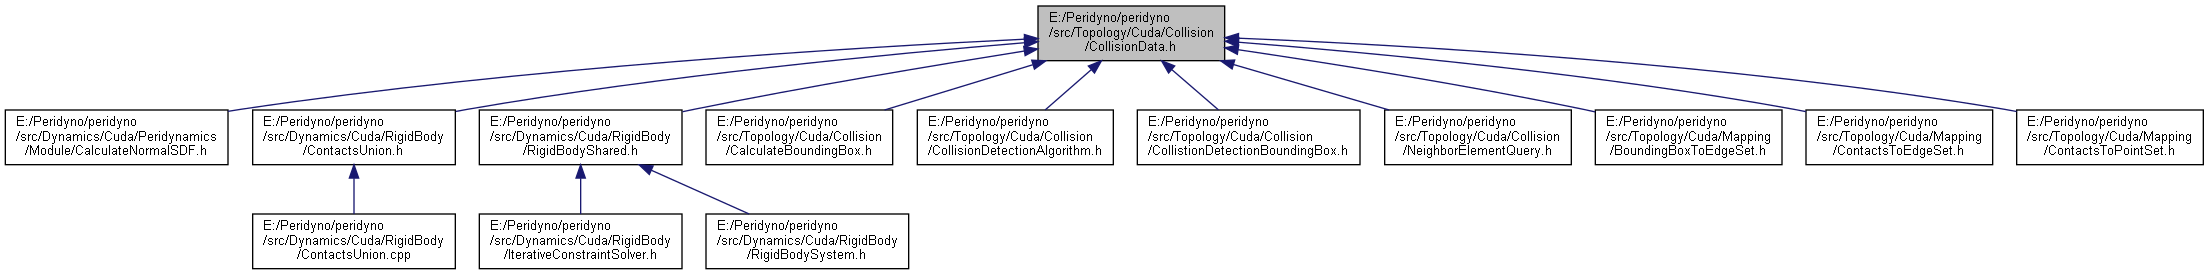 E:/Peridyno/peridyno
/src/Topology/Cuda/Collision
/CollisionData.h
E:/Peridyno/peridyno
/src/Dynamics/Cuda/Peridynamics
/Module/CalculateNormalSDF.h
E:/Peridyno/peridyno
/src/Dynamics/Cuda/RigidBody
/ContactsUnion.h
E:/Peridyno/peridyno
/src/Dynamics/Cuda/RigidBody
/RigidBodyShared.h
E:/Peridyno/peridyno
/src/Topology/Cuda/Collision
/CalculateBoundingBox.h
E:/Peridyno/peridyno
/src/Topology/Cuda/Collision
/CollisionDetectionAlgorithm.h
E:/Peridyno/peridyno
/src/Topology/Cuda/Collision
/CollistionDetectionBoundingBox.h
E:/Peridyno/peridyno
/src/Topology/Cuda/Collision
/NeighborElementQuery.h
E:/Peridyno/peridyno
/src/Topology/Cuda/Mapping
/BoundingBoxToEdgeSet.h
E:/Peridyno/peridyno
/src/Topology/Cuda/Mapping
/ContactsToEdgeSet.h
E:/Peridyno/peridyno
/src/Topology/Cuda/Mapping
/ContactsToPointSet.h
E:/Peridyno/peridyno
/src/Dynamics/Cuda/RigidBody
/ContactsUnion.cpp
E:/Peridyno/peridyno
/src/Dynamics/Cuda/RigidBody
/IterativeConstraintSolver.h
E:/Peridyno/peridyno
/src/Dynamics/Cuda/RigidBody
/RigidBodySystem.h